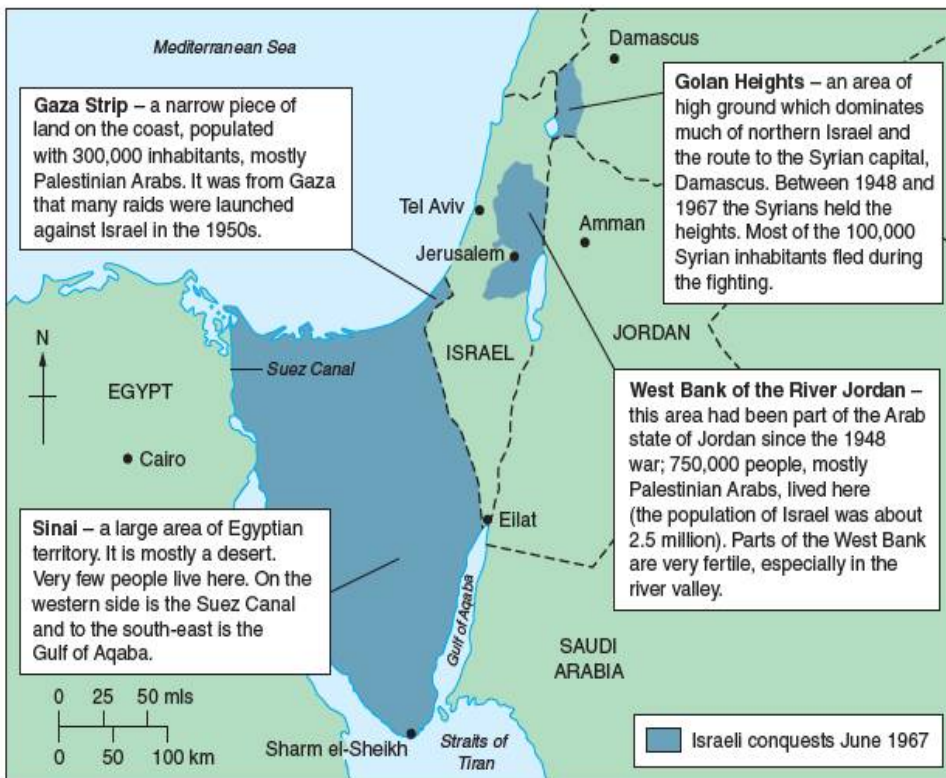 Mediterranean Sea
Damascus
Gaza Strip – a narrow piece of
land on the coast, populated
with 300,000 inhabitants, mostly
Palestinian Arabs. It was from Gaza
that many raids were launched
against Israel in the 1950s.
Golan Heights – an area of
high ground which dominates
much of northern Israel and
the route to the Syrian capital,
Damascus. Between 1948 and
1967 the Syrians held the
heights. Most of the 100,000
Syrian inhabitants fled during
the fighting.
Tel Aviv
Amman
Jerusalem
N
JORDAN
ISRAEL
Suez Canal
EGYPT
West Bank of the River Jordan –
this area had been part of the Arab
state of Jordan since the 1948
war; 750,000 people, mostly
Palestinian Arabs, lived here
(the population of Israel was about
2.5 million). Parts of the West Bank
are very fertile, especially in the
river valley.
Cairo
Eilat
Sinai – a large area of Egyptian
territory. It is mostly a desert.
Very few people live here. On the
western side is the Suez Canal
and to the south-east is the
Gulf of Aqaba.
Gulf of Aqaba
SAUDI
ARABIA
0 25 50 mls
0 50 100 km
Sharm el-Sheikh
Straits of
Tiran
Israeli conquests June 1967